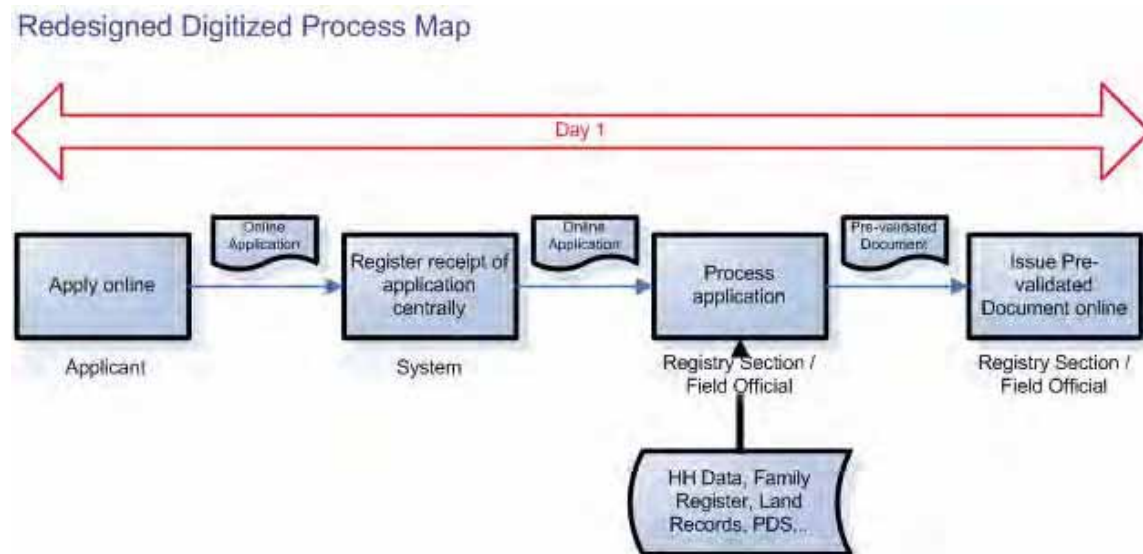 Redesigned Digitized Process Map
Day 1
Online
Application
Online
Application
Pre-validated
Document
Apply online
Register receipt of
application
centrally
Process
application
Issue Pre-
validated
Document online
Applicant
System
Registry Section /
Field Official
Registry Section /
Field Official
HH Data, Family
Register, Land
Records, PDS...